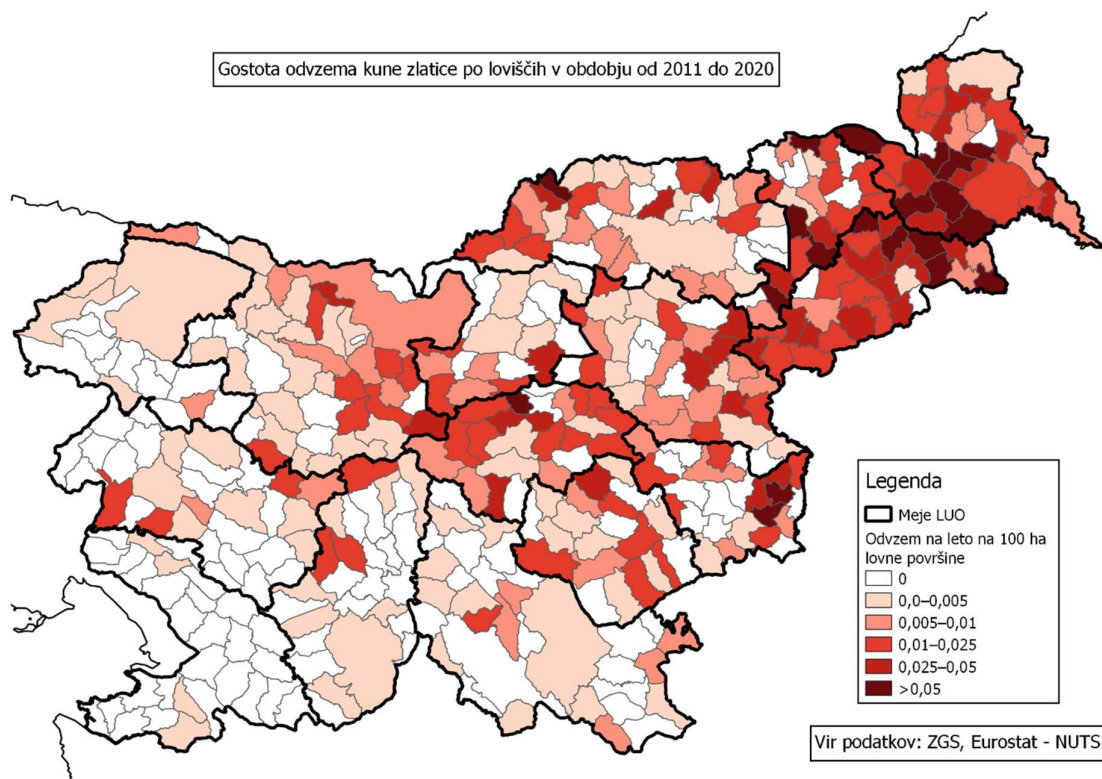 Gostota odvzema kune zlatice po loviščih v obdobju od 2011 do 2020
Legenda
Meje LUO
Odvzem na leto na 100 ha
lovne površine
0
0,0–0,005
0,005–0,01
0,01–0,025
0,025–0,05
>0,05
Vir podatkov: ZGS, Eurostat - NUTS